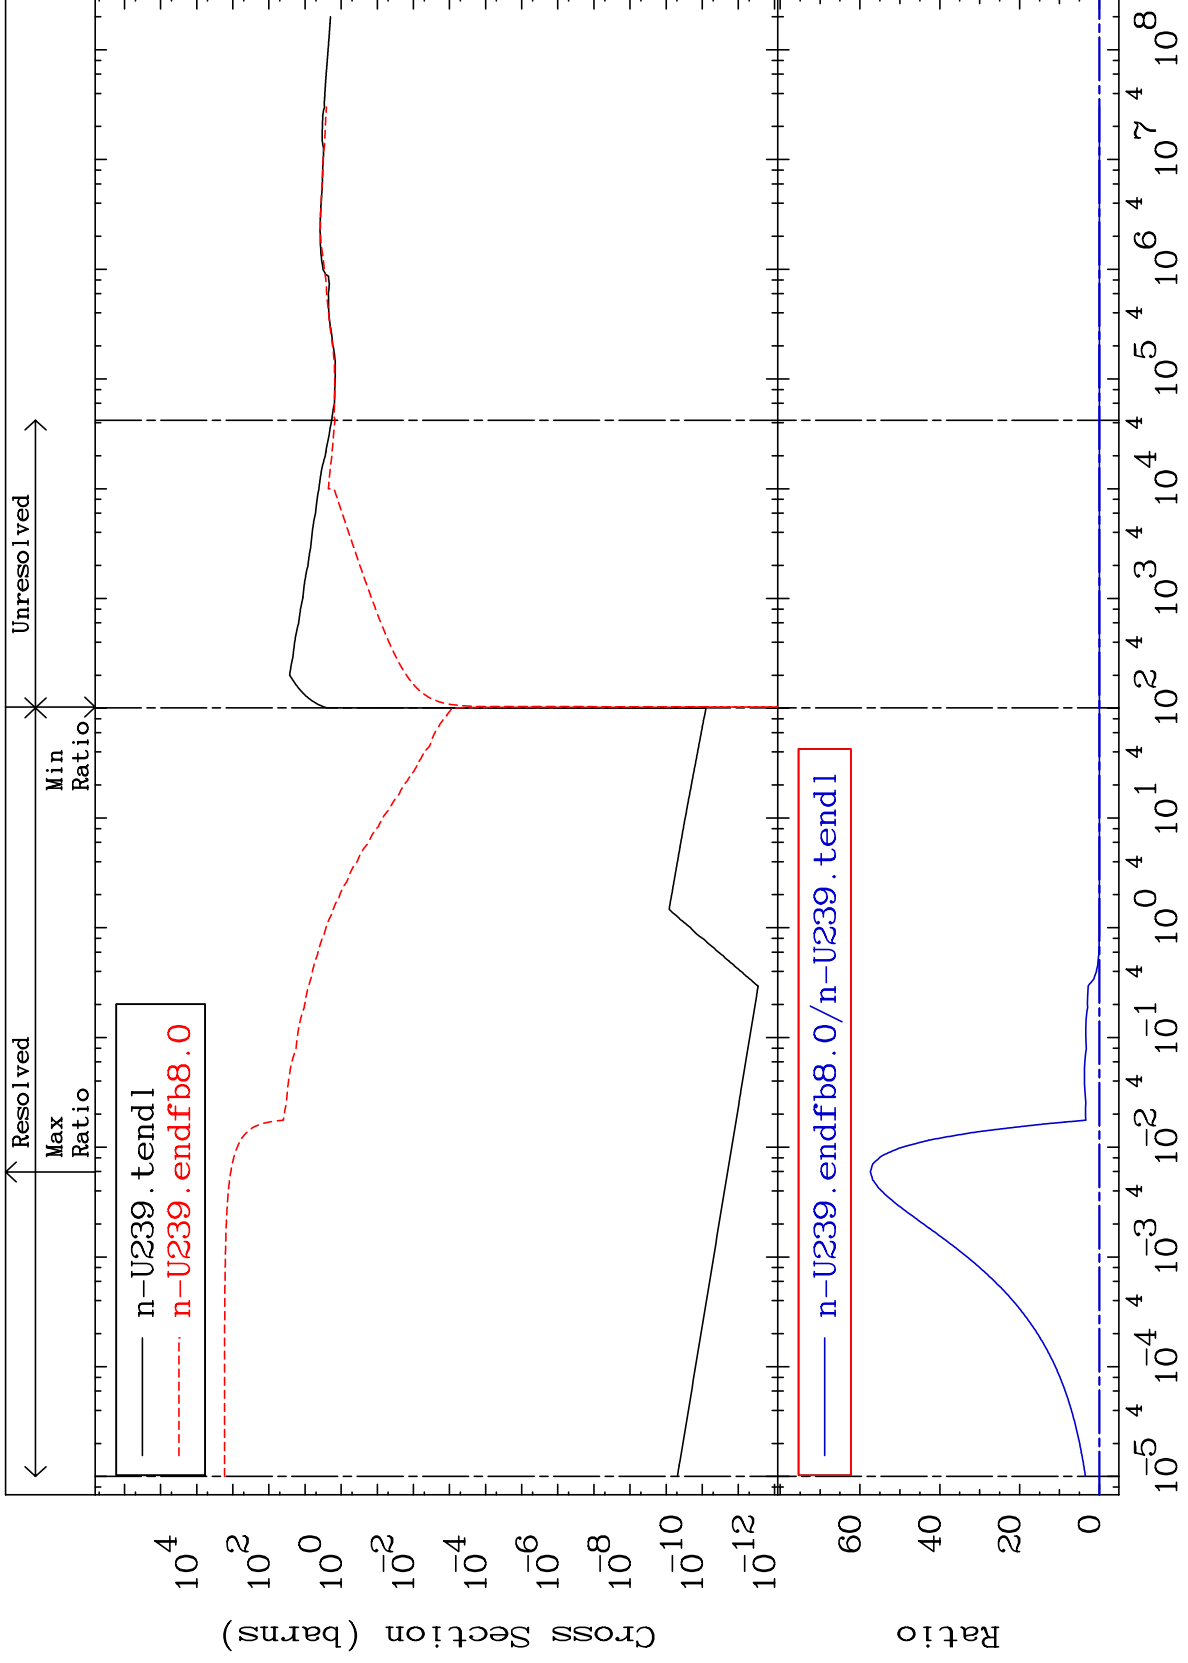 Resolved
Unresolved
Max
Ratio
Min
Ratio
n-U239.tendl
n-U239.endfb8.0
Cross Section (barns)
10^4
10^2
10^0
10^-2
10^-4
10^-6
10^-8
10^-10
10^-12
n-U239.endfb8.0/n-U239.tendl
Ratio
60
40
20
0
10^-5 4 10^-4 4 10^-3 4 10^-2 4 10^-1 4 10^0 4 10^1 4 10^2 4 10^3 4 10^4 4 10^5 4 10^6 4 10^7 4 10^8